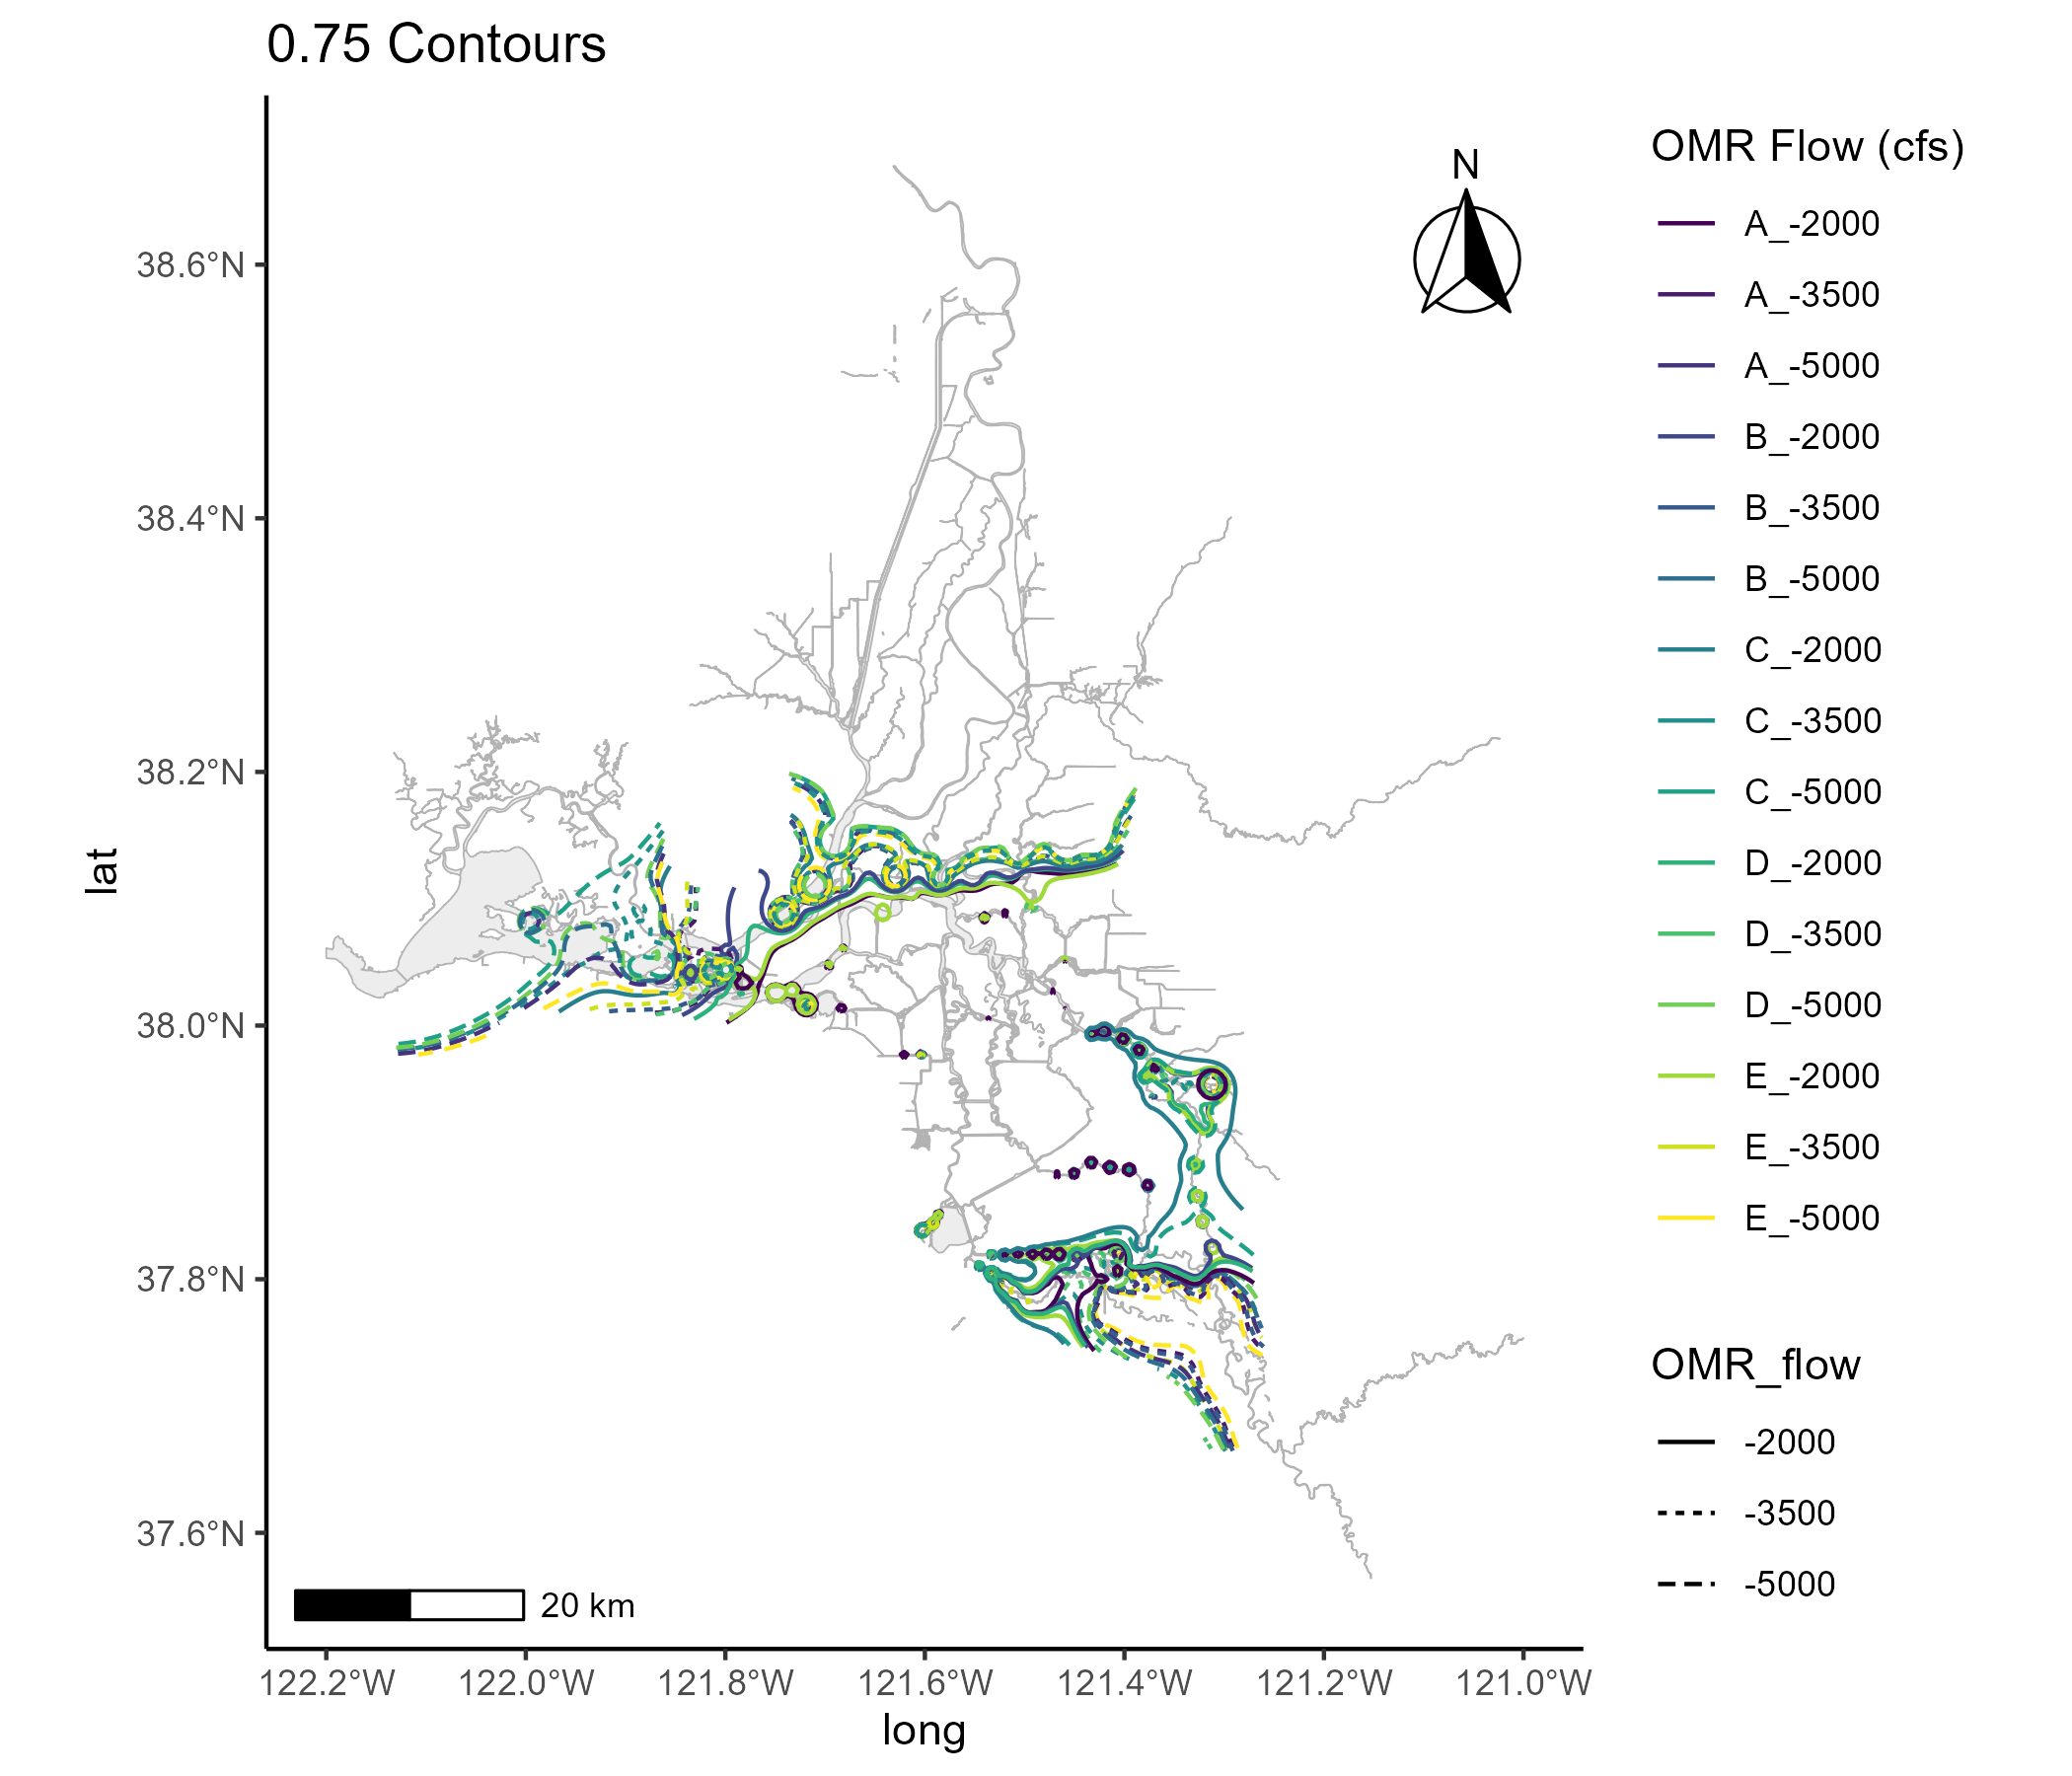 0.75 Contours
N
38.6°N
38.4°N
38.2°N
38.0°N
37.8°N
37.6°N
lat
20 km
122.2°W 122.0°W 121.8°W 121.6°W 121.4°W 121.2°W 121.0°W
long
OMR Flow (cfs)
A_-2000
A_-3500
A_-5000
B_-2000
B_-3500
B_-5000
C_-2000
C_-3500
C_-5000
D_-2000
D_-3500
D_-5000
E_-2000
E_-3500
E_-5000
OMR_flow
-2000
-3500
-5000